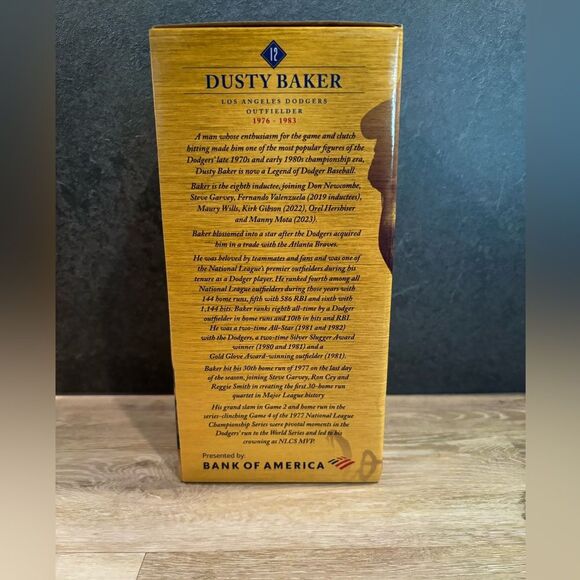 12
DUSTY BAKER
LOS ANGELES DODGERS
OUTFIELDER
1976 - 1983
A man whose enthusiasm for the game and clutch
hitting made him one of the most popular figures of the
Dodgers' late 1970s and early 1980s championship era,
Dusty Baker is now a Legend of Dodger Baseball.
Baker is the eighth inductee, joining Don Newcombe,
Steve Garvey, Fernando Valenzuela (2019 inductees),
Maury Wills, Kirk Gibson (2022), Orel Hershiser
and Manny Mota (2023).
Baker blossomed into a star after the Dodgers acquired
him in a trade with the Atlanta Braves.
He was beloved by teammates and fans and was one of
the National League's premier outfielders during his
tenure as a Dodger player. He ranked fourth among all
National League outfielders during those years with
144 home runs, fifth with 586 RBI and sixth with
1,144 hits. Baker ranks eighth all-time by a Dodger
outfielder in home runs and 10th in hits and RBI.
He was a two-time All-Star (1981 and 1982)
with the Dodgers, a two-time Silver Slugger Award
winner (1980 and 1981) and a
Gold Glove Award-winning outfielder (1981).
Baker hit his 30th home run of 1977 on the last day
of the season, joining Steve Garvey, Ron Cey and
Reggie Smith in creating the first 30-home run
quartet in Major League history
His grand slam in Game 2 and home run in the
series-clinching Game 4 of the 1977 National League
Championship Series were pivotal moments in the
Dodgers' run to the World Series and led to his
crowning as NLCS MVP.
Presented by:
BANK OF AMERICA